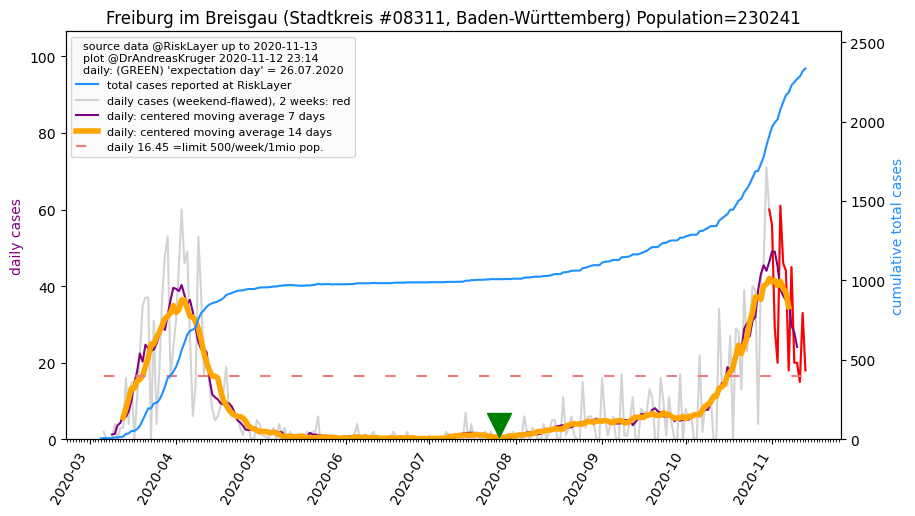 Freiburg im Breisgau (Stadtkreis #08311, Baden-Württemberg) Population=230241
source data @RiskLayer up to 2020-11-13
plot @DrAndreasKruger 2020-11-12 23:14
daily: (GREEN) 'expectation day' = 26.07.2020
total cases reported at RiskLayer
daily cases (weekend-flawed), 2 weeks: red
daily: centered moving average 7 days
daily: centered moving average 14 days
daily 16.45 =limit 500/week/1mio pop.
daily cases
100
80
60
40
20
0
2500
2000
1500
1000
500
0
cumulative total cases
2020-03
2020-04
2020-05
2020-06
2020-07
2020-08
2020-09
2020-10
2020-11